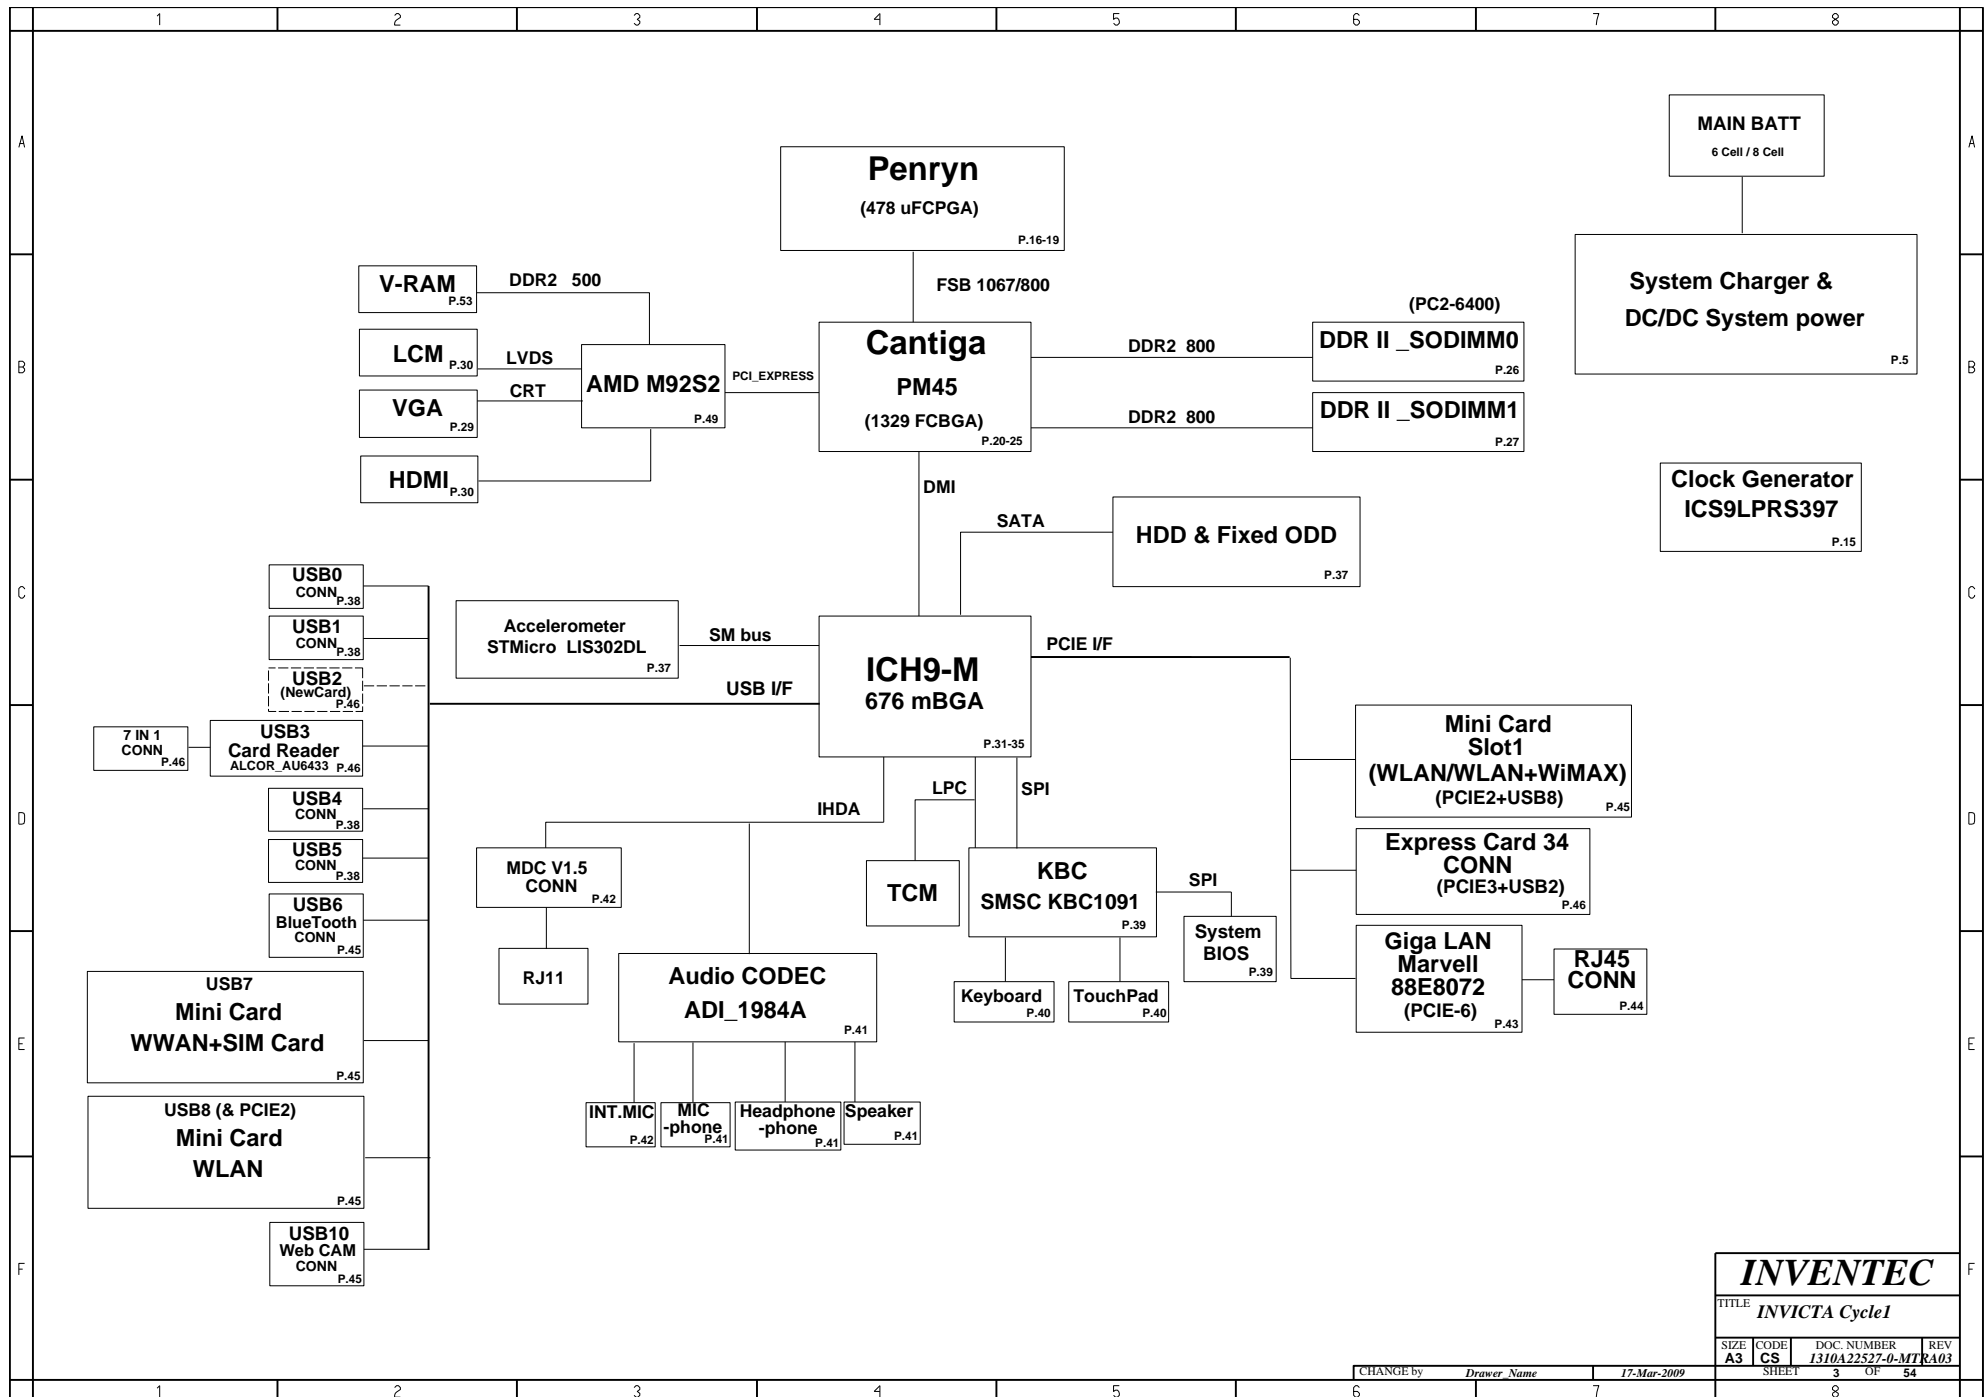 1 2 3 4 5 6 7 8
A
B
C
D
E
F
A
B
C
D
E
F
Penryn
(478 uFCPGA)
P.16-19
MAIN BATT
6 Cell / 8 Cell
System Charger &
DC/DC System power
P.5
FSB 1067/800
V-RAM
P.53
DDR2 500
LCM
P.30
LVDS
VGA
P.29
CRT
HDMI
P.30
AMD M92S2
P.49
PCI_EXPRESS
Cantiga
PM45
(1329 FCBGA)
P.20-25
DDR2 800
DDR2 800
(PC2-6400)
DDR II _SODIMM0
P.26
DDR II _SODIMM1
P.27
Clock Generator
ICS9LPRS397
P.15
DMI
SATA
HDD & Fixed ODD
P.37
USB0
CONN
P.38
USB1
CONN
P.38
USB2
(NewCard)
P.46
7 IN 1
CONN
P.46
USB3
Card Reader
ALCOR_AU6433 P.46
USB4
CONN
P.38
USB5
CONN
P.38
USB6
BlueTooth
CONN
P.45
USB7
Mini Card
WWAN+SIM Card
P.45
USB8 (& PCIE2)
Mini Card
WLAN
P.45
USB10
Web CAM
CONN
P.45
Accelerometer
STMicro LIS302DL
P.37
SM bus
USB I/F
ICH9-M
676 mBGA
P.31-35
PCIE I/F
LPC
SPI
IHDA
MDC V1.5
CONN
P.42
RJ11
Audio CODEC
ADI_1984A
P.41
INT.MIC
P.42
MIC
-phone
P.41
Headphone
-phone
P.41
Speaker
P.41
TCM
KBC
SMSC KBC1091
P.39
SPI
System
BIOS
P.39
Keyboard
P.40
TouchPad
P.40
Mini Card
Slot1
(WLAN/WLAN+WiMAX)
(PCIE2+USB8)
P.45
Express Card 34
CONN
(PCIE3+USB2)
P.46
Giga LAN
Marvell
88E8072
(PCIE-6)
P.43
RJ45
CONN
P.44
INVENTEC
TITLE
INVICTA Cycle1
SIZE CODE DOC. NUMBER REV
A3 CS 1310A22527-0-MTRA03
CHANGE by Drawer_Name 17-Mar-2009
SHEET 3 OF 54
1 2 3 4 5 6 7 8